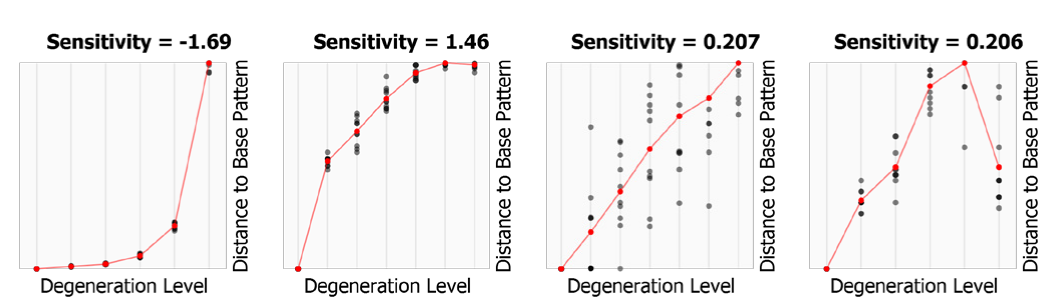 Sensitivity = -1.69
Distance to Base Pattern
Degeneration Level
Sensitivity = 1.46
Distance to Base Pattern
Degeneration Level
Sensitivity = 0.207
Distance to Base Pattern
Degeneration Level
Sensitivity = 0.206
Distance to Base Pattern
Degeneration Level